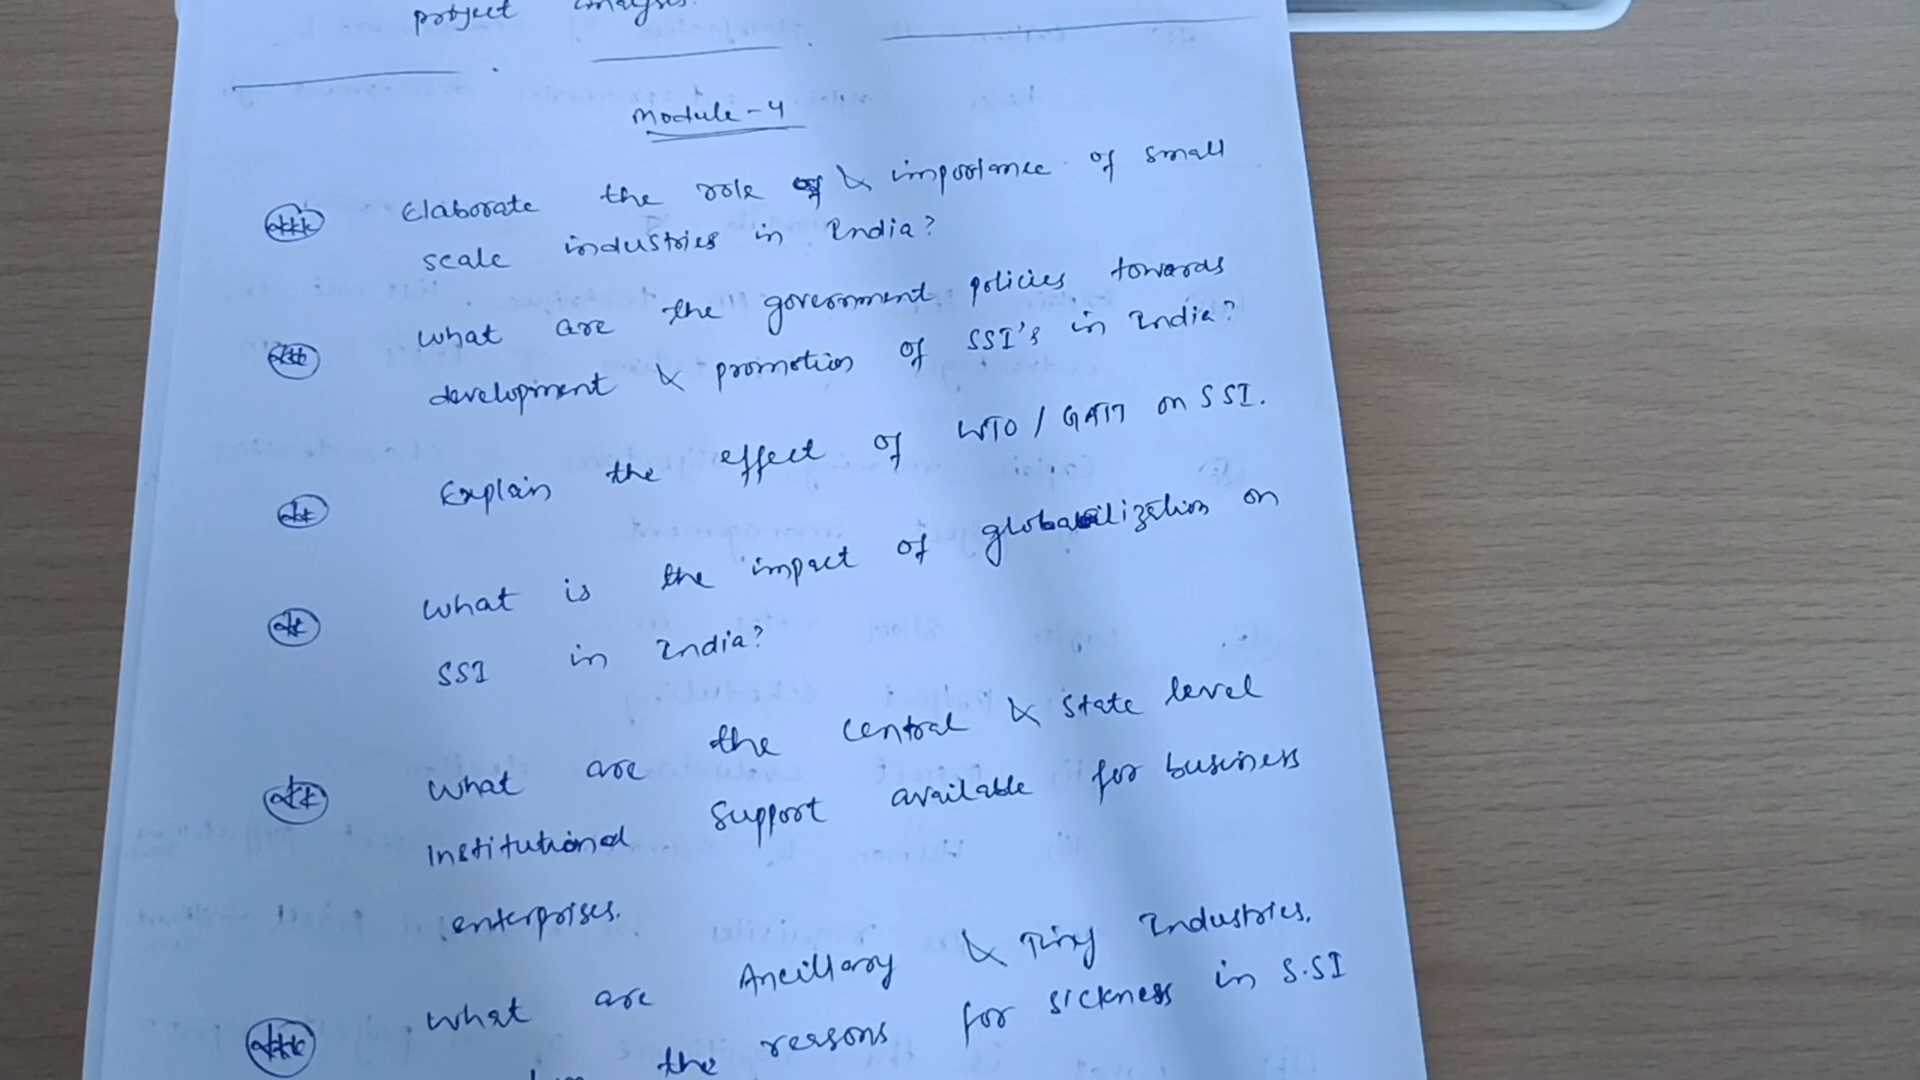 project analysis.
Module-4
Elaborate the role & importance of small
scale industries in India?
What are the government policies towards
development & promotion of SSI's in India?
Explain the effect of WTO / GATT on SSI.
What is the impact of globalization on
SSI in India?
What are the central & state level
Institutional support available for business
enterprises.
What are Ancillary & Tiny Industries.
the reasons for sickness in S.SI